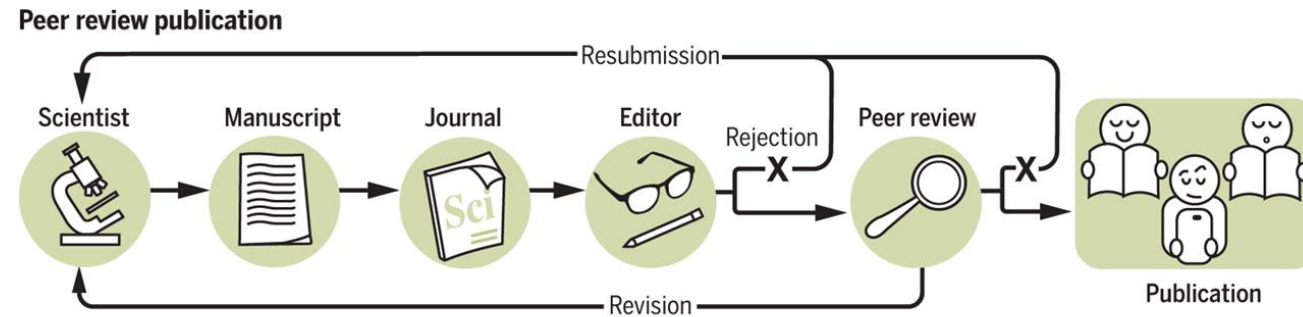 Peer review publication
Resubmission
Scientist
Manuscript
Journal
Editor
Rejection
Peer review
X
X
Sci
Revision
Publication